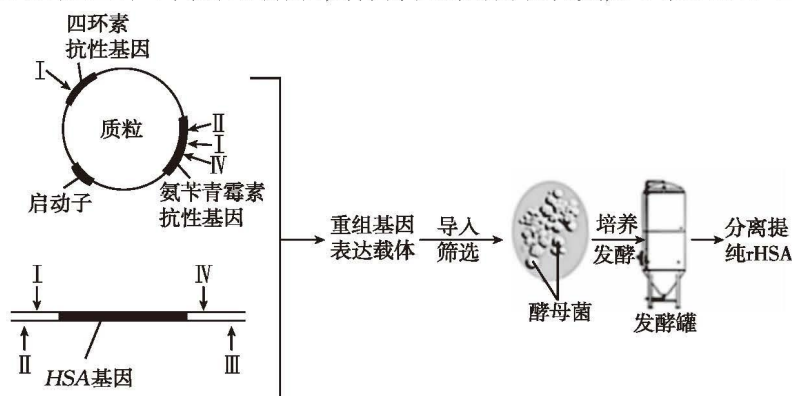 四环素
抗性基因
Ⅰ
质粒
Ⅱ
Ⅰ
Ⅳ
启动子
氨苄青霉素
抗性基因
Ⅰ
Ⅳ
Ⅱ
Ⅲ
HSA基因
重组基因
表达载体
导入
筛选
酵母菌
培养
发酵
发酵罐
分离提
纯rHSA